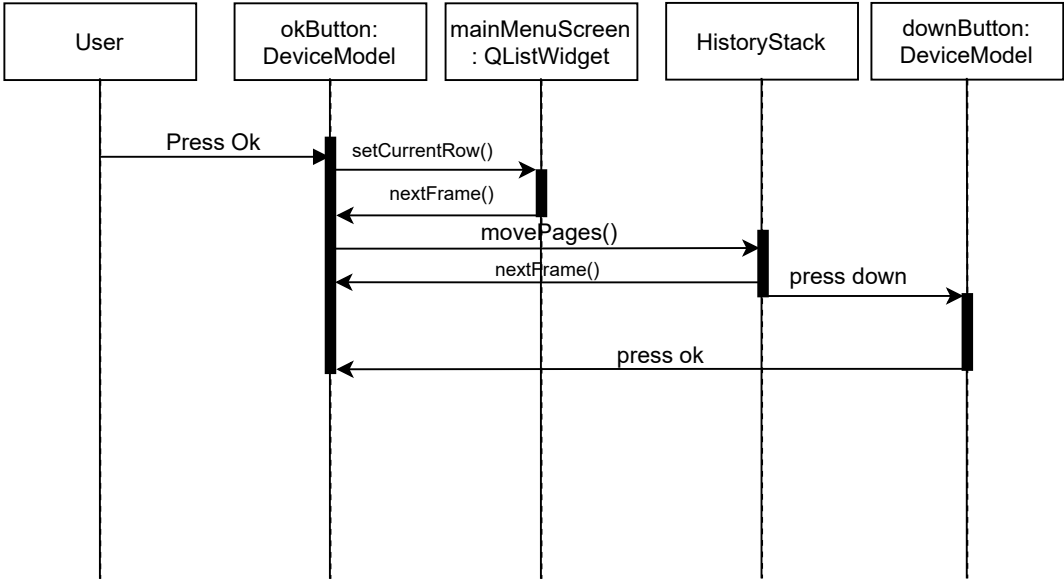 User
okButton:
DeviceModel
mainMenuScreen
: QListWidget
HistoryStack
downButton:
DeviceModel
Press Ok
setCurrentRow()
nextFrame()
movePages()
nextFrame()
press down
press ok